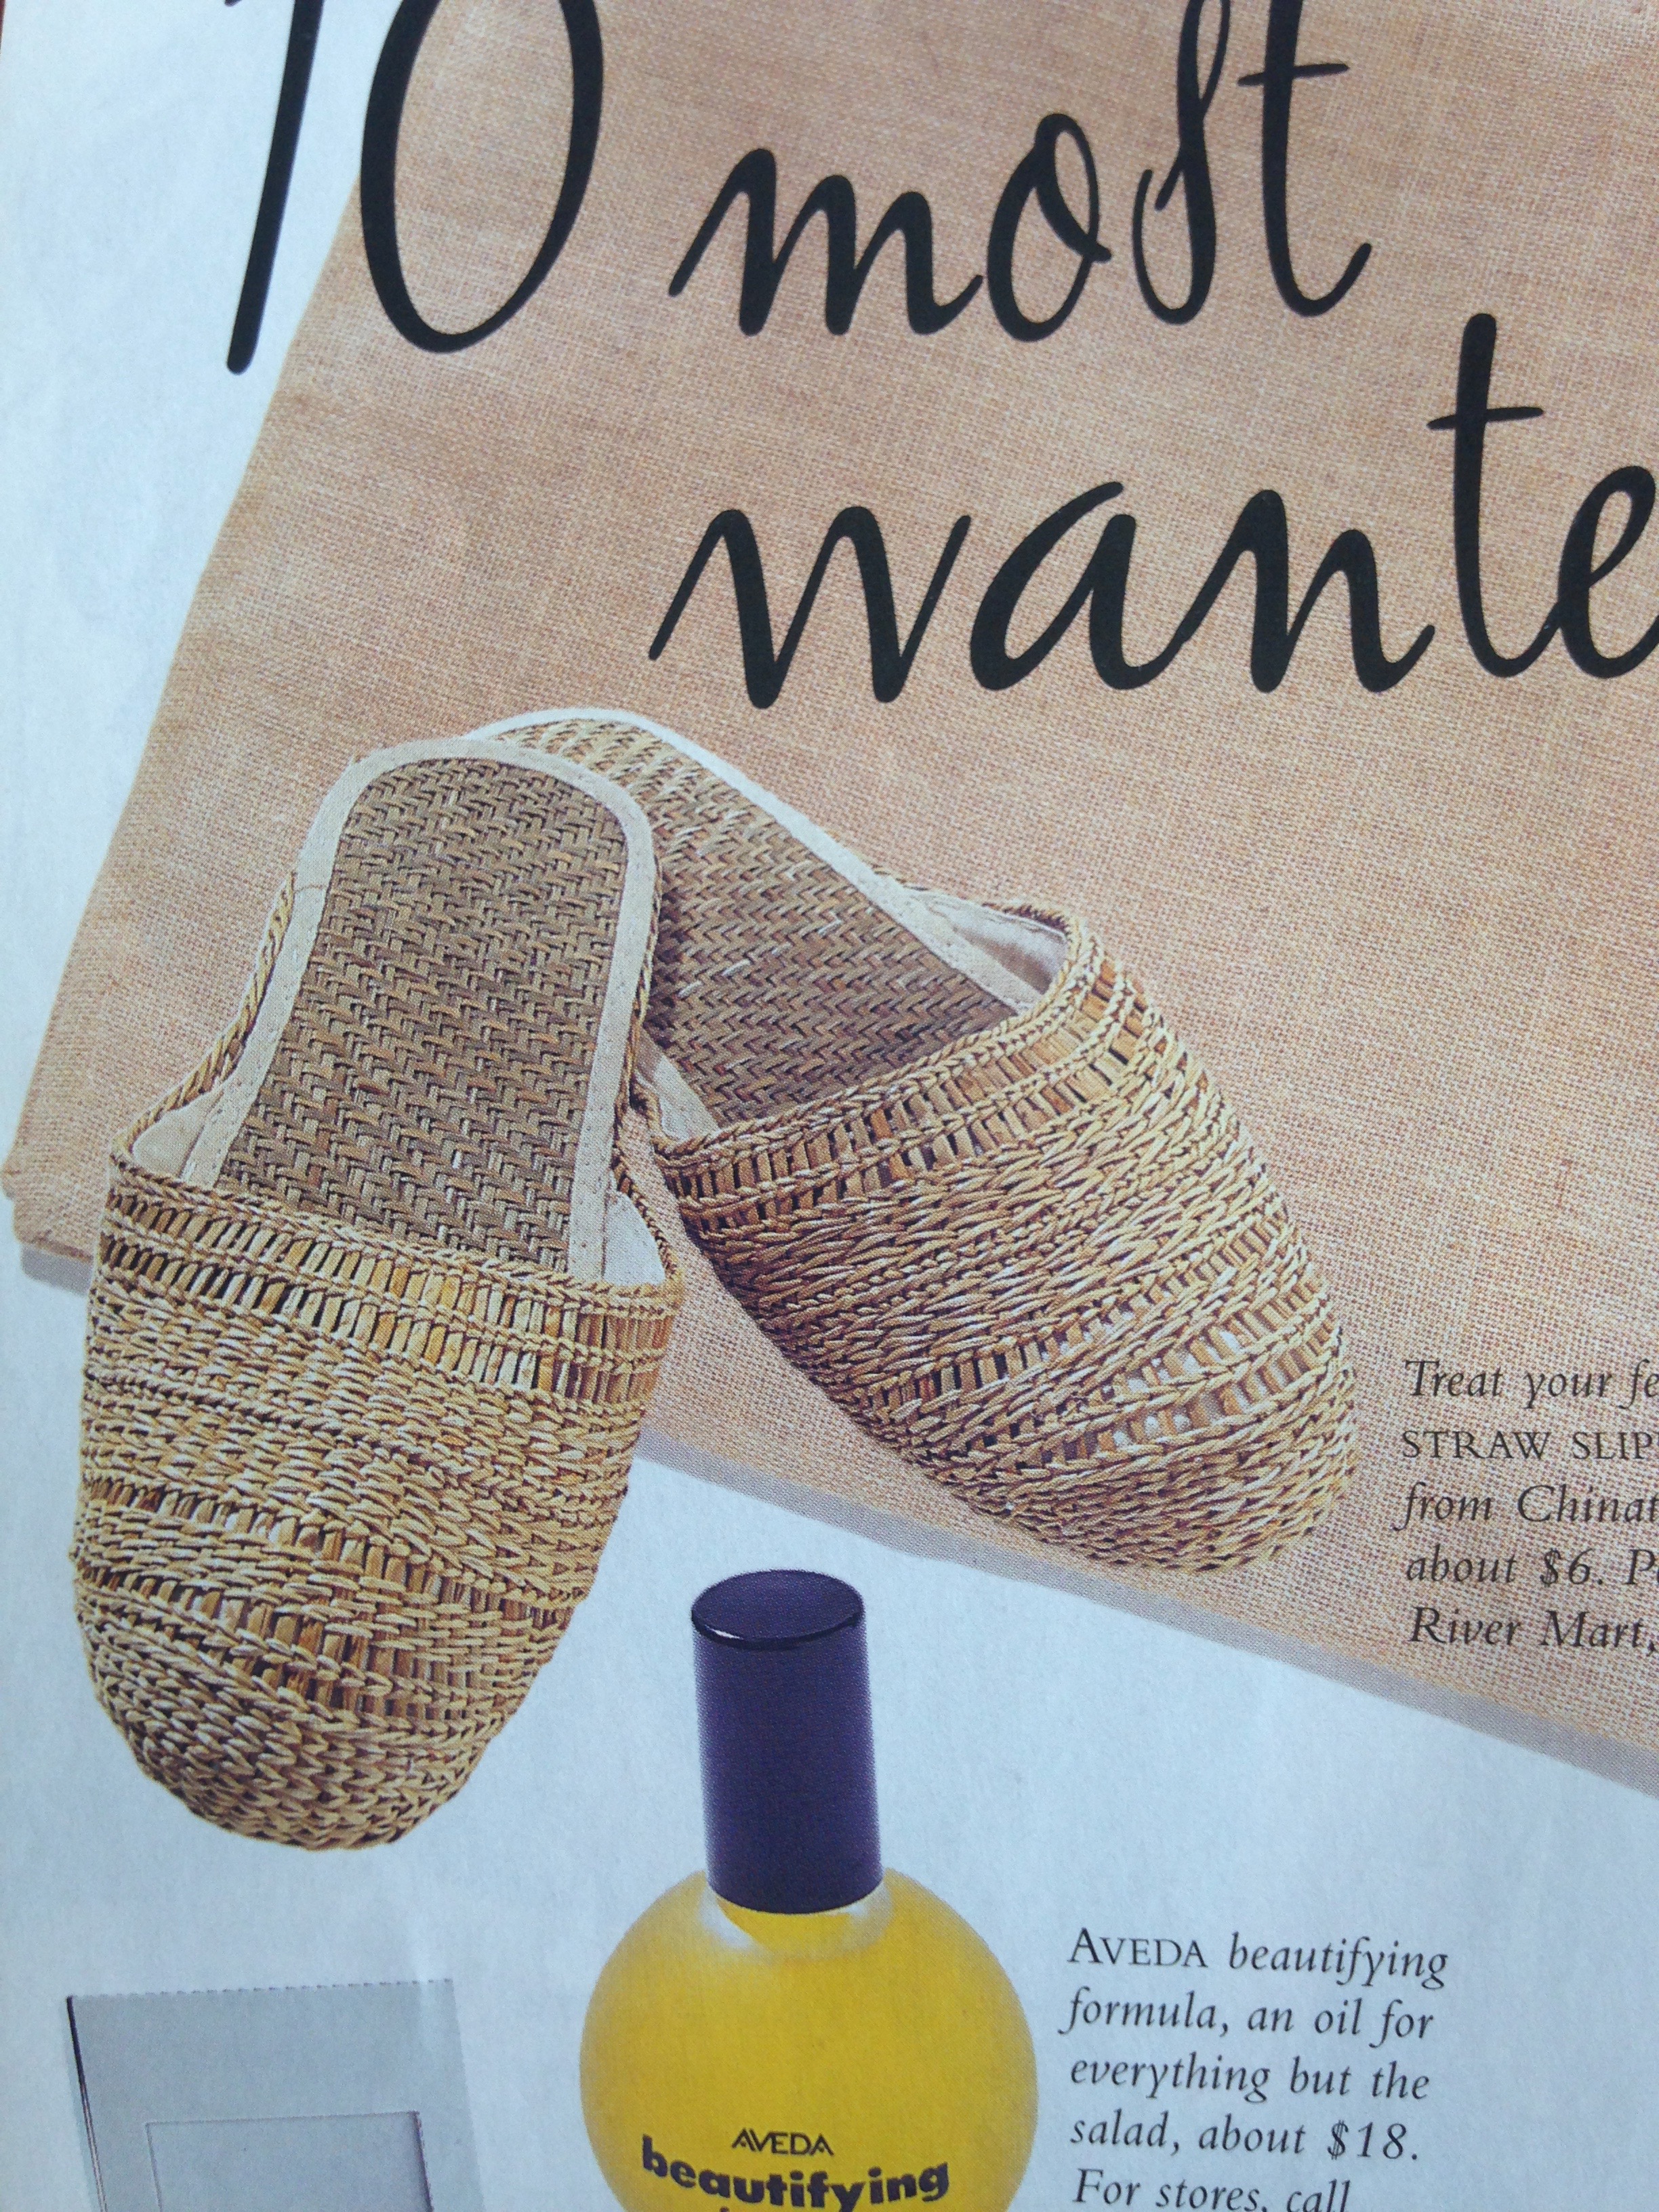 10 most
wante
Treat your fe
STRAW SLIP
from Chinat
about $6. P
River Mart,
AVEDA beautifying
formula, an oil for
everything but the
salad, about $18.
For stores, call
AVEDA
beautifying